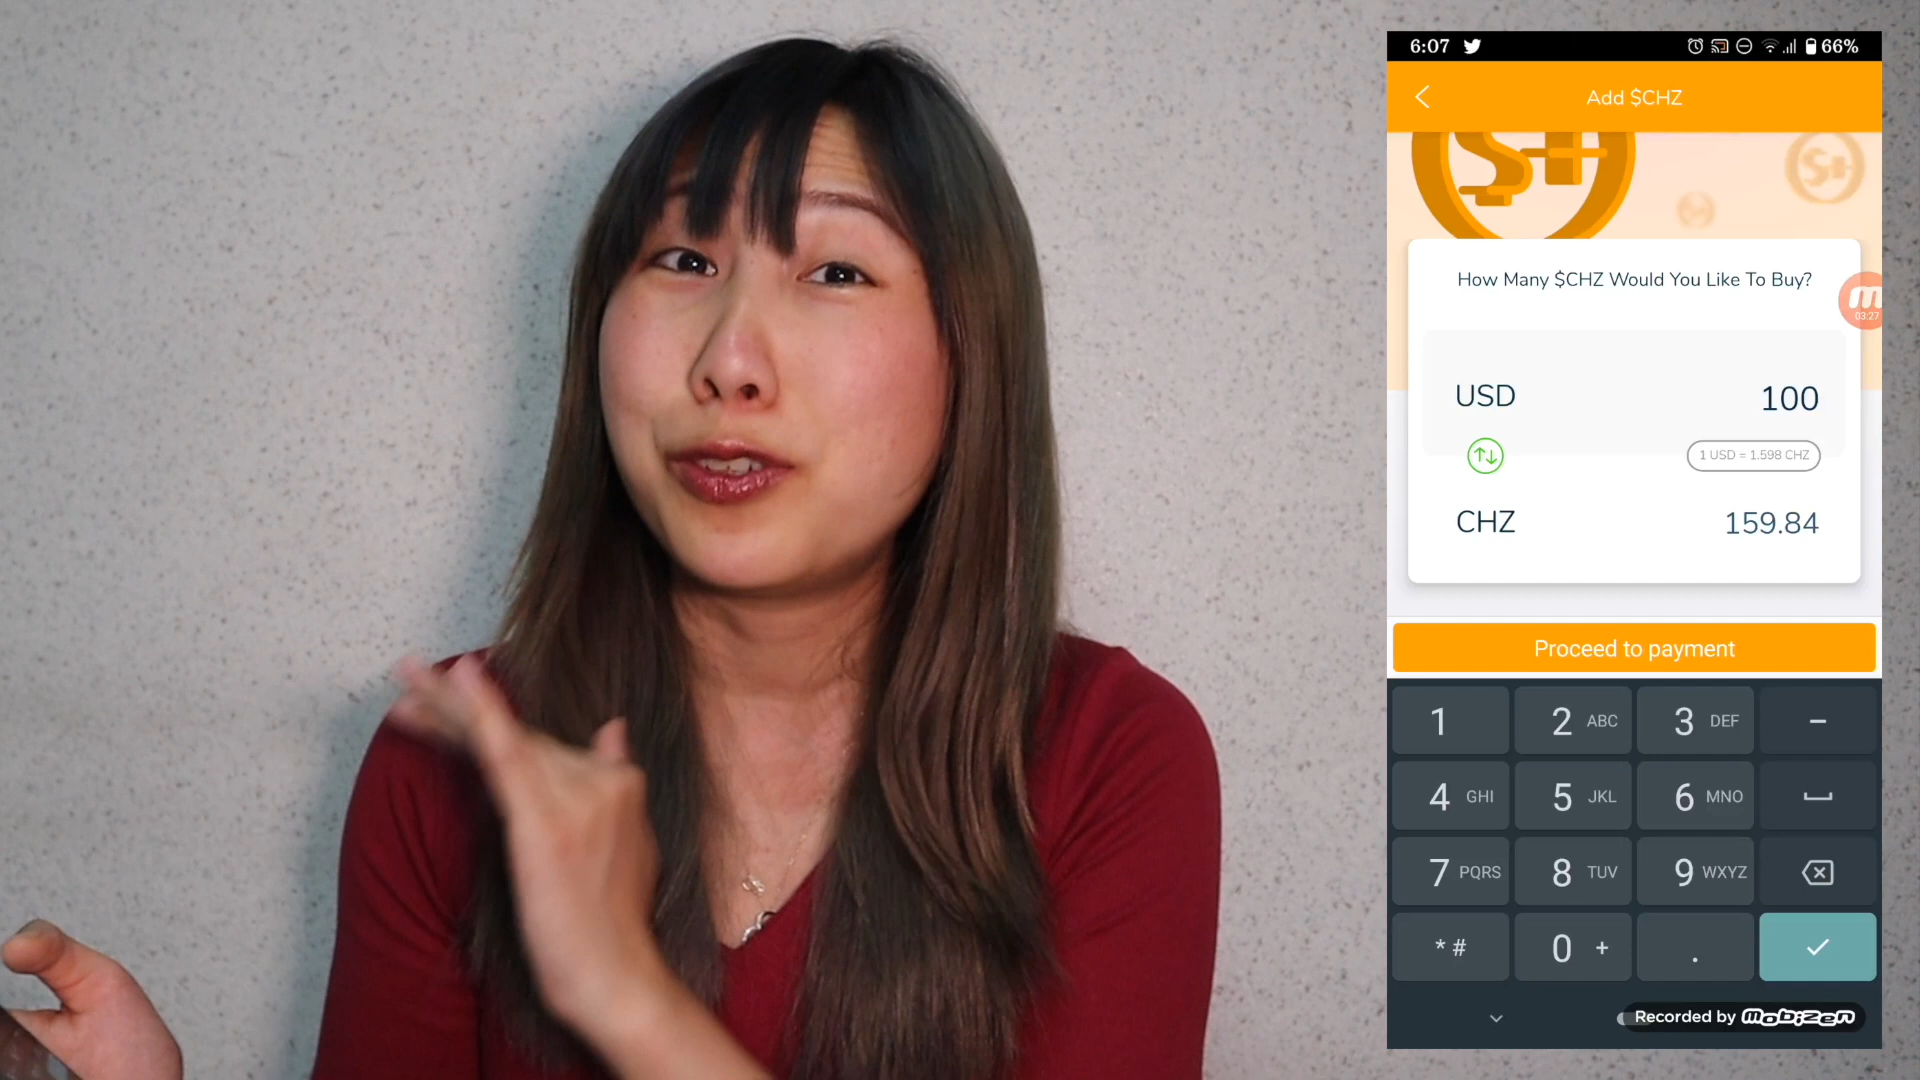 6:07 66%
Add $CHZ
S+
S+
How Many $CHZ Would You Like To Buy?
m
03:27
USD 100
1 USD = 1.598 CHZ
CHZ 159.84
Proceed to payment
1 2 ABC 3 DEF -
4 GHI 5 JKL 6 MNO
7 PQRS 8 TUV 9 WXYZ
* # 0 + .
Recorded by mobizen